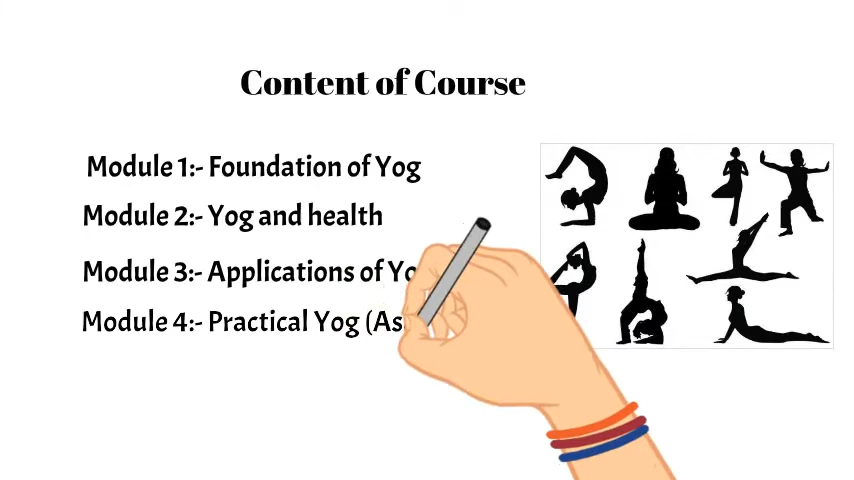 Content of Course
Module 1:- Foundation of Yog
Module 2:- Yog and health
Module 3:- Applications of
Module 4:- Practical Yog